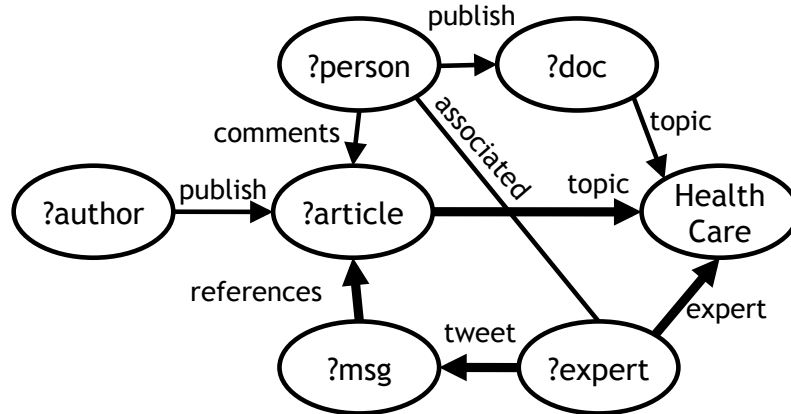 publish
?person
?doc
associated
comments
topic
publish
topic
?author
?article
Health
Care
references
tweet
expert
?msg
?expert